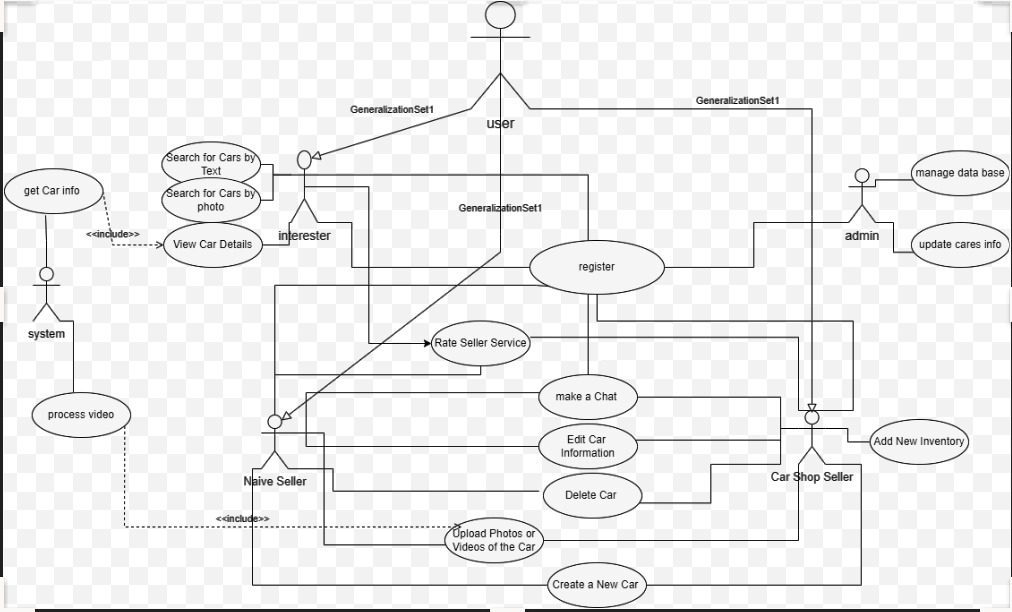 GeneralizationSet1
GeneralizationSet1
user
Search for Cars by
Text
get Car info
Search for Cars by
photo
manage data base
GeneralizationSet1
<<include>>
View Car Details
interester
admin
update cares info
register
system
Rate Seller Service
make a Chat
process video
Edit Car
Information
Add New Inventory
Naive Seller
Car Shop Seller
Delete Car
<<include>>
Upload Photos or
Videos of the Car
Create a New Car